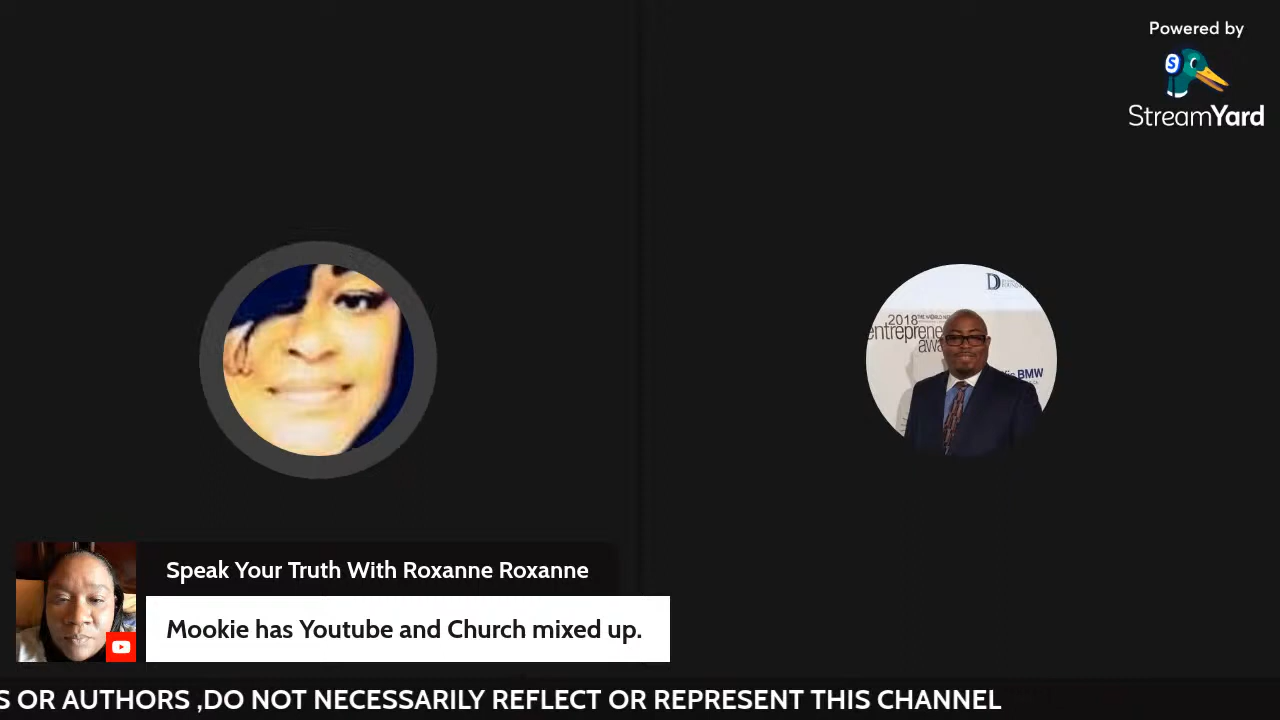 Powered by
S
StreamYard
D
2018
entrepre
awa
BMW
Speak Your Truth With Roxanne Roxanne
Mookie has Youtube and Church mixed up.
S OR AUTHORS ,DO NOT NECESSARILY REFLECT OR REPRESENT THIS CHANNEL